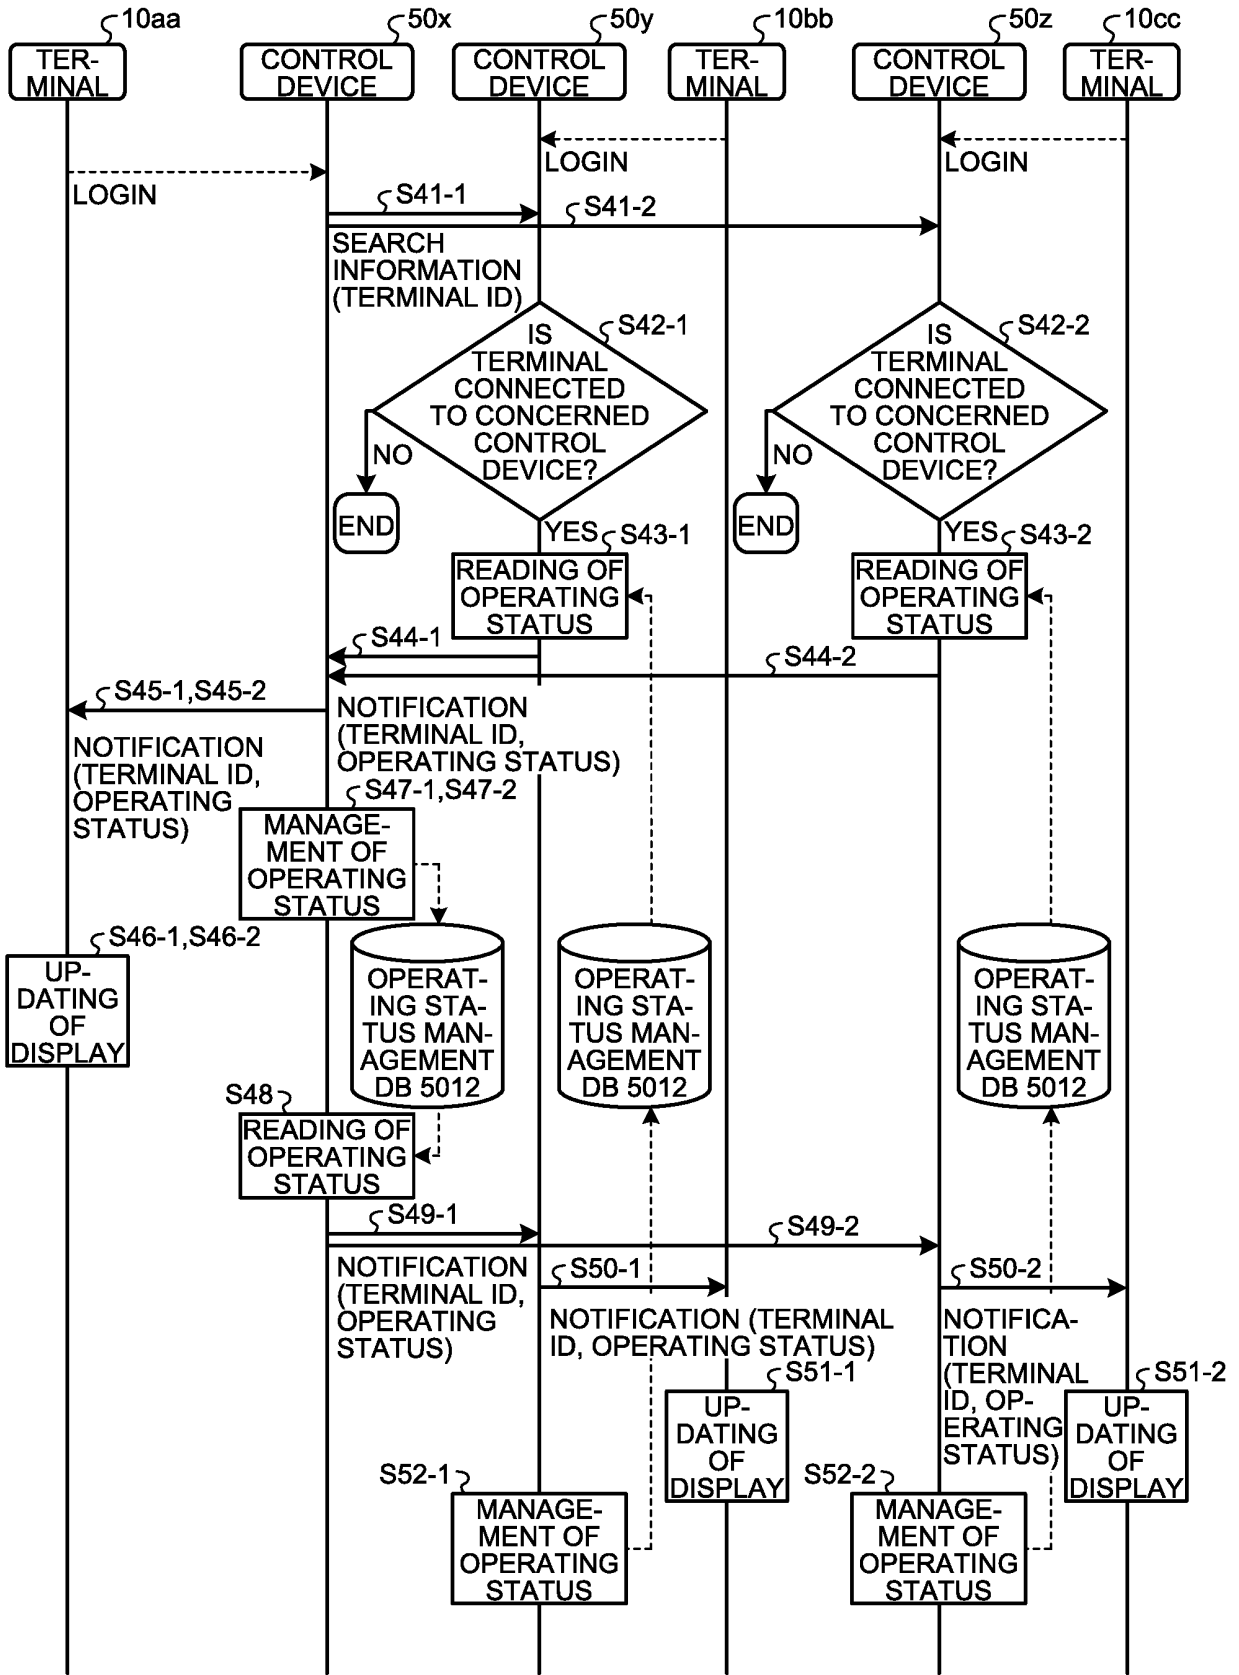 10aa
50x
50y
10bb
50z
10cc
TER-
MINAL
CONTROL
DEVICE
CONTROL
DEVICE
TER-
MINAL
CONTROL
DEVICE
TER-
MINAL
LOGIN
LOGIN
LOGIN
S41-1
S41-2
SEARCH
INFORMATION
(TERMINAL ID)
S42-1
IS
TERMINAL
CONNECTED
TO CONCERNED
CONTROL
DEVICE?
S42-2
IS
TERMINAL
CONNECTED
TO CONCERNED
CONTROL
DEVICE?
NO
END
NO
END
YES
S43-1
YES
S43-2
READING OF
OPERATING
STATUS
READING OF
OPERATING
STATUS
S44-1
S44-2
S45-1,S45-2
NOTIFICATION
(TERMINAL ID,
OPERATING STATUS)
NOTIFICATION
(TERMINAL ID,
OPERATING
STATUS)
S47-1,S47-2
MANAGE-
MENT OF
OPERATING
STATUS
S46-1,S46-2
UP-
DATING
OF
DISPLAY
OPERAT-
ING STA-
TUS MAN-
AGEMENT
DB 5012
OPERAT-
ING STA-
TUS MAN-
AGEMENT
DB 5012
OPERAT-
ING STA-
TUS MAN-
AGEMENT
DB 5012
S48
READING OF
OPERATING
STATUS
S49-1
S49-2
NOTIFICATION
(TERMINAL ID,
OPERATING
STATUS)
S50-1
S50-2
NOTIFICATION (TERMINAL
ID, OPERATING STATUS)
NOTIFICA-
TION
(TERMINAL
ID, OP-
ERATING
STATUS)
S51-1
UP-
DATING
OF
DISPLAY
S51-2
UP-
DATING
OF
DISPLAY
S52-1
MANAGE-
MENT OF
OPERATING
STATUS
S52-2
MANAGE-
MENT OF
OPERATING
STATUS